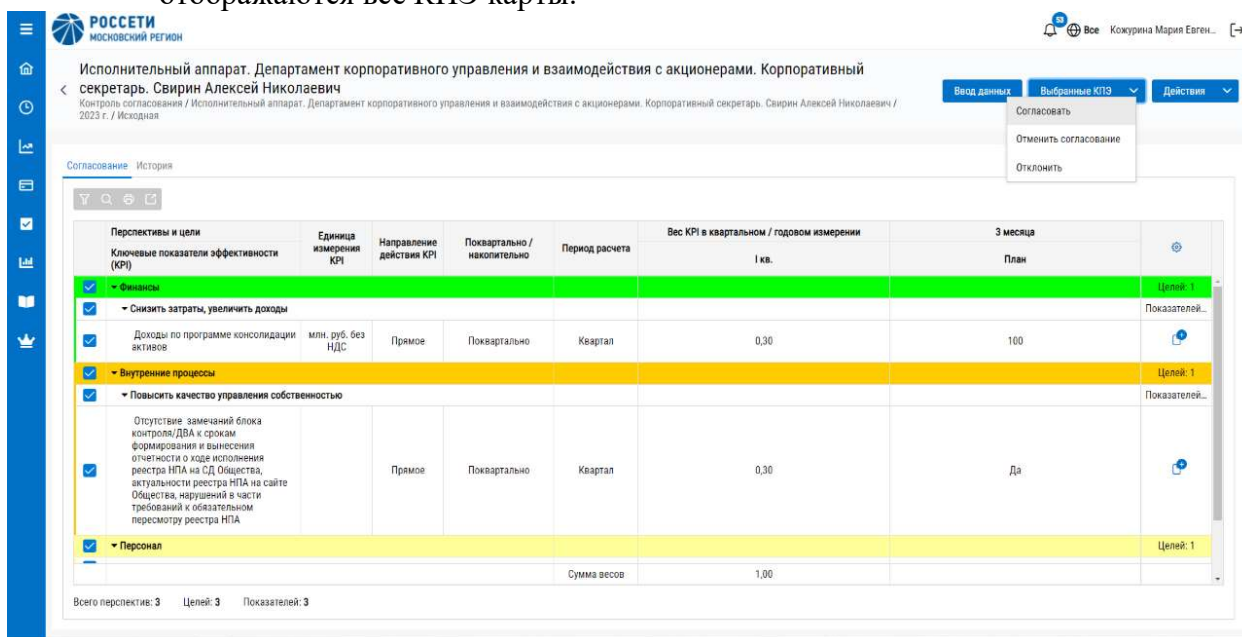 отображаются все КПЭ карты.
РОССЕТИ
МОСКОВСКИЙ РЕГИОН
53
Все Кожурина Мария Евген...
Исполнительный аппарат. Департамент корпоративного управления и взаимодействия с акционерами. Корпоративный
секретарь. Свирин Алексей Николаевич
Контроль согласования / Исполнительный аппарат. Департамент корпоративного управления и взаимодействия с акционерами. Корпоративный секретарь. Свирин Алексей Николаевич /
2023 г. / Исходная
Ввод данных Выбранные КПЭ Действия
Согласовать
Отменить согласование
Отклонить
Согласование История
Перспективы и цели
Ключевые показатели эффективности
(KPI)
Единица
измерения
KPI
Направление
действия KPI
Поквартально /
накопительно
Период расчета
Вес KPI в квартальном / годовом измерении
I кв.
3 месяца
План
Финансы Целей: 1
Снизить затраты, увеличить доходы Показателей...
Доходы по программе консолидации
активов
млн. руб. без
НДС
Прямое Поквартально Квартал 0,30 100
Внутренние процессы Целей: 1
Повысить качество управления собственностью Показателей...
Отсутствие замечаний блока
контроля/ДВА к срокам
формирования и вынесения
отчетности о ходе исполнения
реестра НПА на СД Общества,
актуальности реестра НПА на сайте
Общества, нарушений в части
требований к обязательном
пересмотру реестра НПА
Прямое Поквартально Квартал 0,30 Да
Персонал Целей: 1
Сумма весов 1,00
Всего перспектив: 3 Целей: 3 Показателей: 3